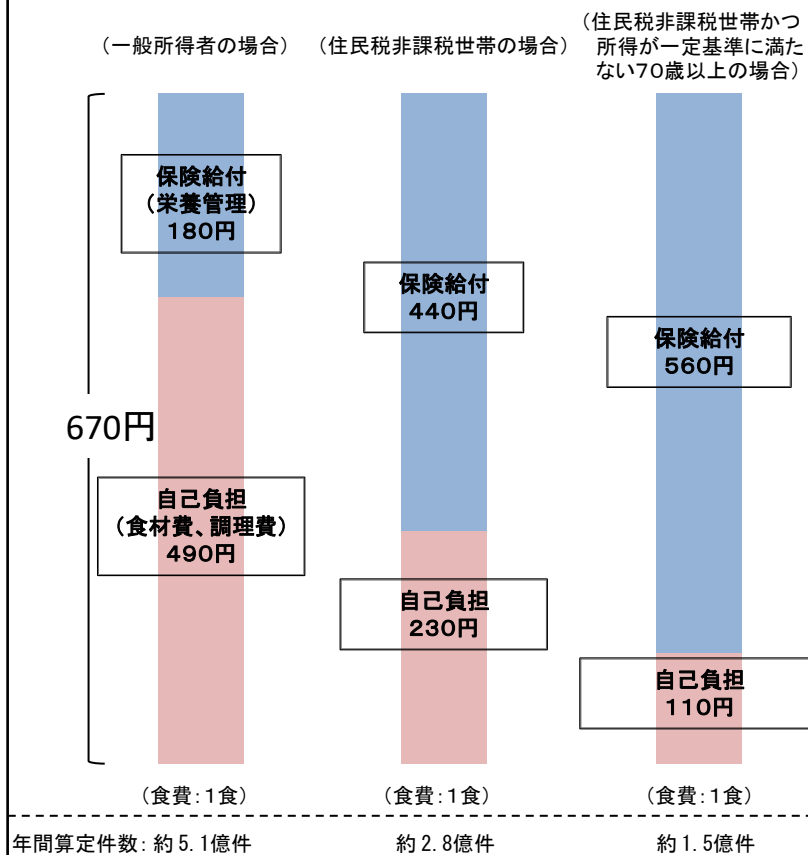 （一般所得者の場合）
（住民税非課税世帯の場合）
（住民税非課税世帯かつ
所得が一定基準に満た
ない７０歳以上の場合）
保険給付
（栄養管理）
１８０円
保険給付
４４０円
保険給付
５６０円
670円
自己負担
（食材費、調理費）
４９０円
自己負担
２３０円
自己負担
１１０円
（食費：１食）
（食費：１食）
（食費：１食）
年間算定件数：約５.１億件
約２.８億件
約１.５億件